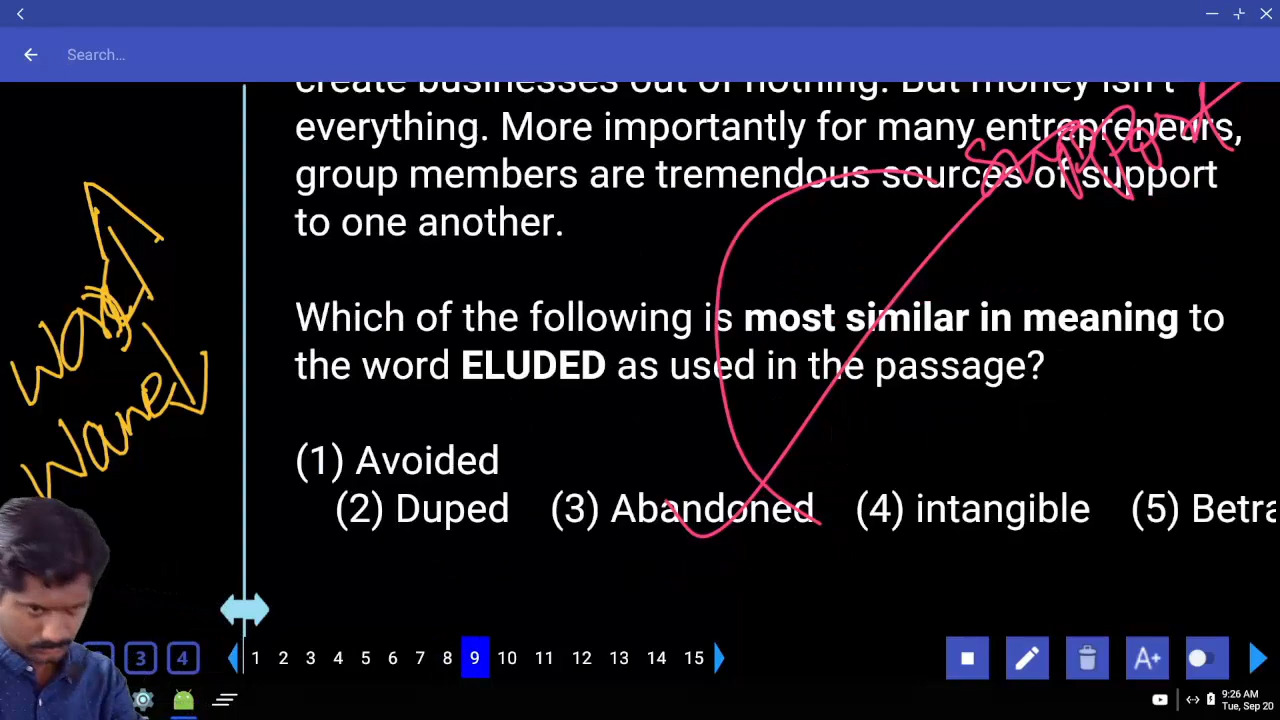 Search…
create businesses out of nothing. But money isn't
everything. More importantly for many entrepreneurs,
group members are tremendous sources of support
to one another.
support
Which of the following is most similar in meaning to
the word ELUDED as used in the passage?
Wane
(1) Avoided
(2) Duped (3) Abandoned (4) intangible (5) Betra
3 4 1 2 3 4 5 6 7 8 9 10 11 12 13 14 15 A+
9:26 AM
Tue, Sep 20